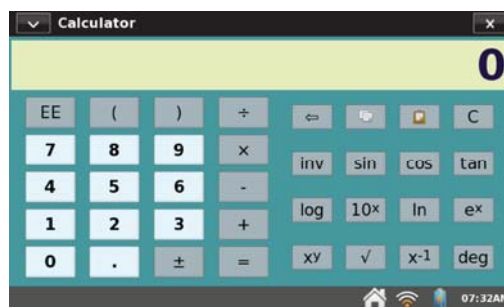 Calculator x
0
EE ( ) ÷ ⇦ C
7 8 9 × inv sin cos tan
4 5 6 -
1 2 3 + log 10x ln ex
0 . ± = xy √ x-1 deg
07:32AM